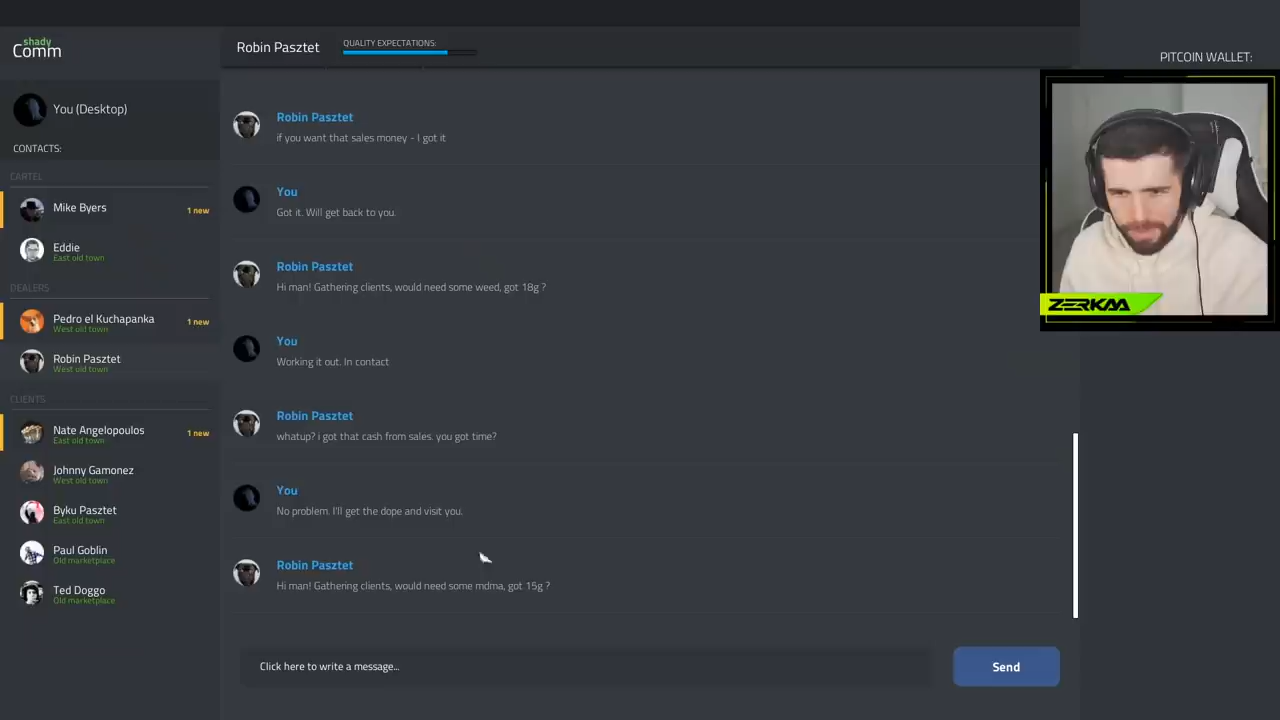 shady
Comm
Robin Pasztet
QUALITY EXPECTATIONS:
PITCOIN WALLET:
You (Desktop)
CONTACTS:
CARTEL
Mike Byers
1 new
Eddie
East old town
DEALERS
Pedro el Kuchapanka
West old town
1 new
Robin Pasztet
West old town
CLIENTS
Nate Angelopoulos
East old town
1 new
Johnny Gamonez
West old town
Byku Pasztet
East old town
Paul Goblin
Old marketplace
Ted Doggo
Old marketplace
Robin Pasztet
if you want that sales money - I got it
You
Got it. Will get back to you.
Robin Pasztet
Hi man! Gathering clients, would need some weed, got 18g ?
You
Working it out. In contact
Robin Pasztet
whatup? i got that cash from sales. you got time?
You
No problem. I'll get the dope and visit you.
Robin Pasztet
Hi man! Gathering clients, would need some mdma, got 15g ?
Click here to write a message...
Send
ZERKAA